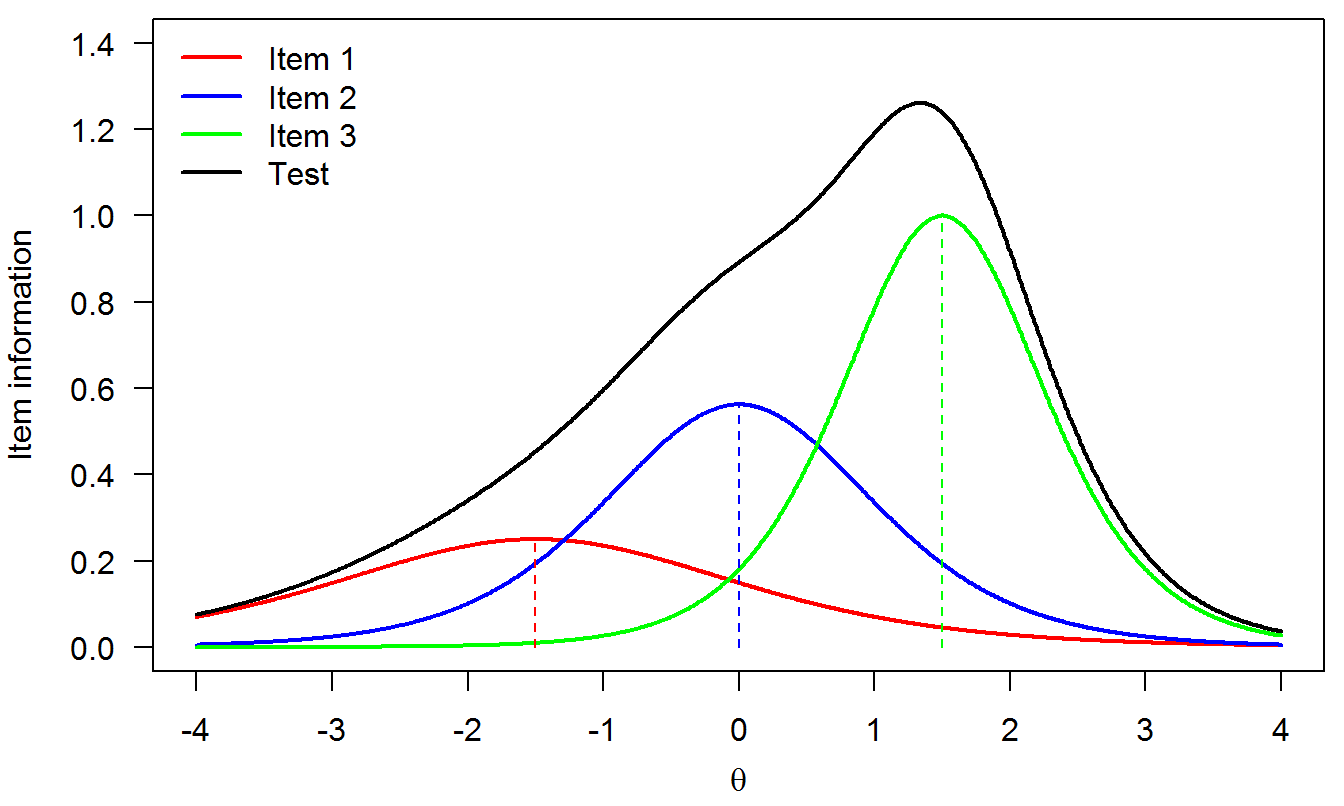 Item information
1.4
1.2
1.0
0.8
0.6
0.4
0.2
0.0
Item 1
Item 2
Item 3
Test
-4 -3 -2 -1 0 1 2 3 4
θ